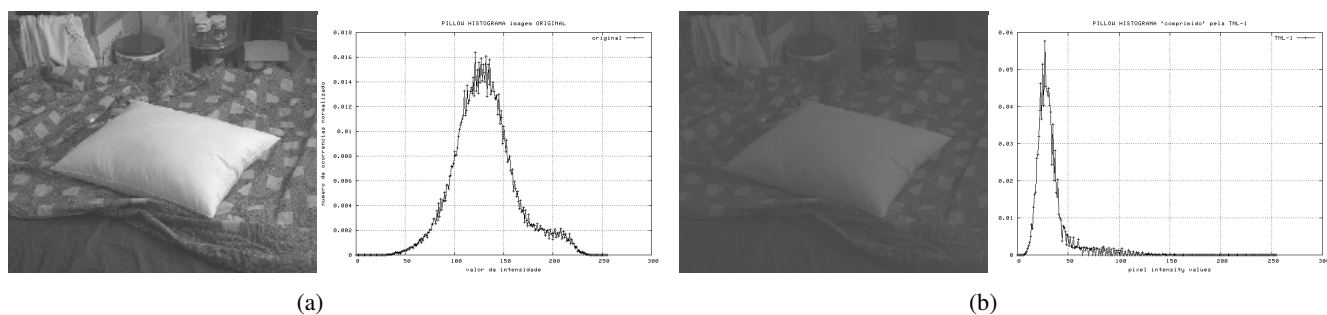 PILLOW HISTOGRAMA imagem ORIGINAL
original
numero de ocorrencias normalizado
0.018
0.016
0.014
0.012
0.01
0.008
0.006
0.004
0.002
0
0 50 100 150 200 250 300
valor da intensidade
(a)
PILLOW HISTOGRAMA 'comprimido' pela TNL-1
TNL-1
0.06
0.05
0.04
0.03
0.02
0.01
0
0 50 100 150 200 250 300
pixel intensity values
(b)